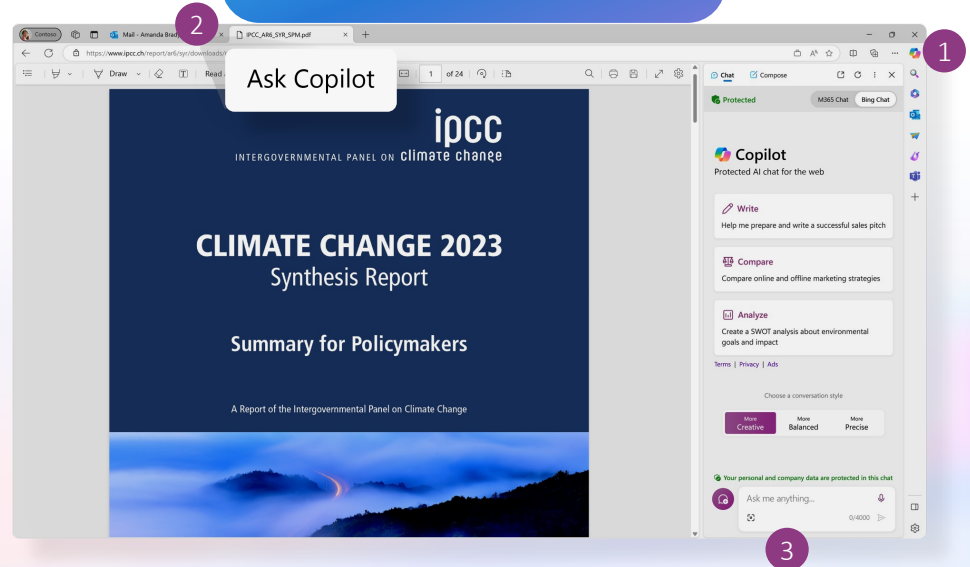 2
1
Contoso
Mail - Amanda Brady
IPCC_AR6_SYR_SPM.pdf
https://www.ipcc.ch/report/ar6/syr/downloads/
Draw
T
Read
1 of 24
Ask Copilot
ipcc
INTERGOVERNMENTAL PANEL ON climate change
CLIMATE CHANGE 2023
Synthesis Report
Summary for Policymakers
A Report of the Intergovernmental Panel on Climate Change
Chat
Compose
Protected
M365 Chat
Bing Chat
Copilot
Protected AI chat for the web
Write
Help me prepare and write a successful sales pitch
Compare
Compare online and offline marketing strategies
Analyze
Create a SWOT analysis about environmental
goals and impact
Terms | Privacy | Ads
Choose a conversation style
More
Creative
More
Balanced
More
Precise
Your personal and company data are protected in this chat
Ask me anything...
0/4000
3